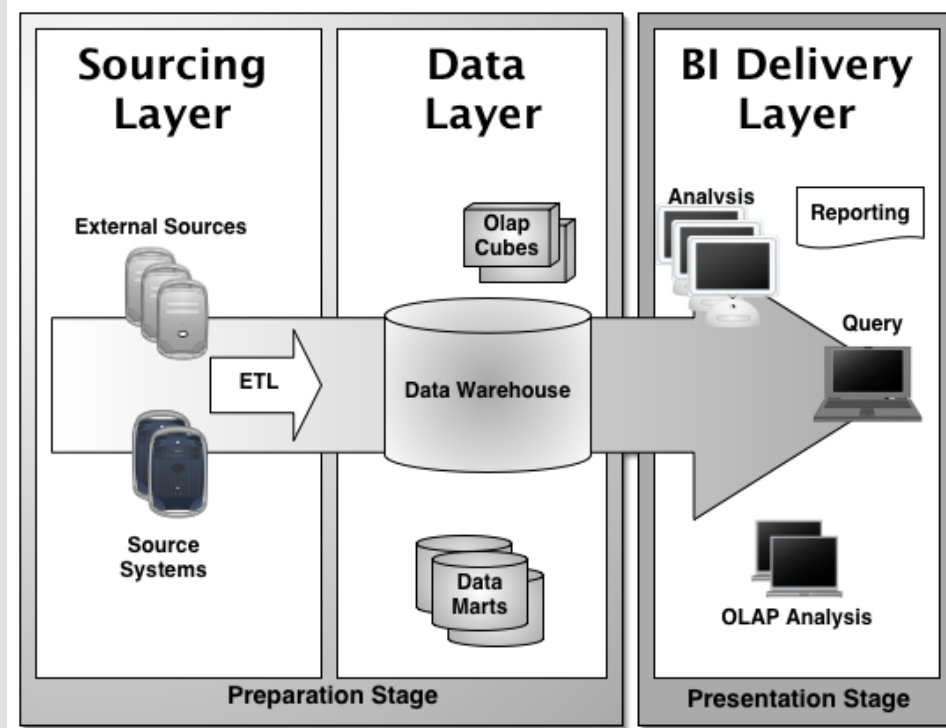 Sourcing
Layer
Data
Layer
BI Delivery
Layer
External Sources
Olap
Cubes
Analysis
Reporting
ETL
Data Warehouse
Query
Source
Systems
Data
Marts
OLAP Analysis
Preparation Stage
Presentation Stage